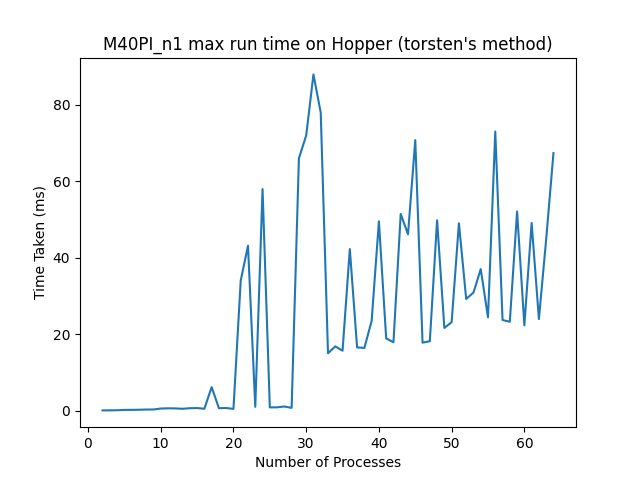 M40PI_n1 max run time on Hopper (torsten's method)
Time Taken (ms)
80
60
40
20
0
0 10 20 30 40 50 60
Number of Processes